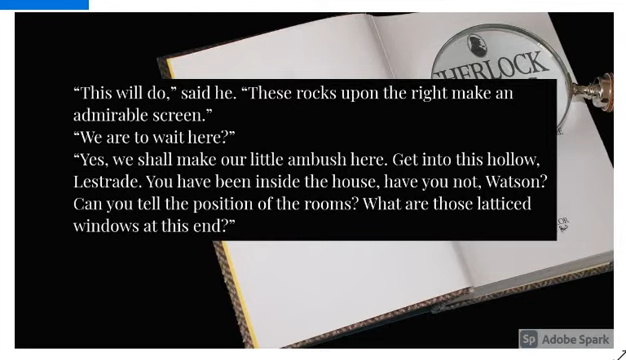 SHERLOCK
“This will do,” said he. “These rocks upon the right make an
admirable screen.”
“We are to wait here?”
“Yes, we shall make our little ambush here. Get into this hollow,
Lestrade. You have been inside the house, have you not, Watson?
Can you tell the position of the rooms? What are those latticed
windows at this end?”
Sp Adobe Spark